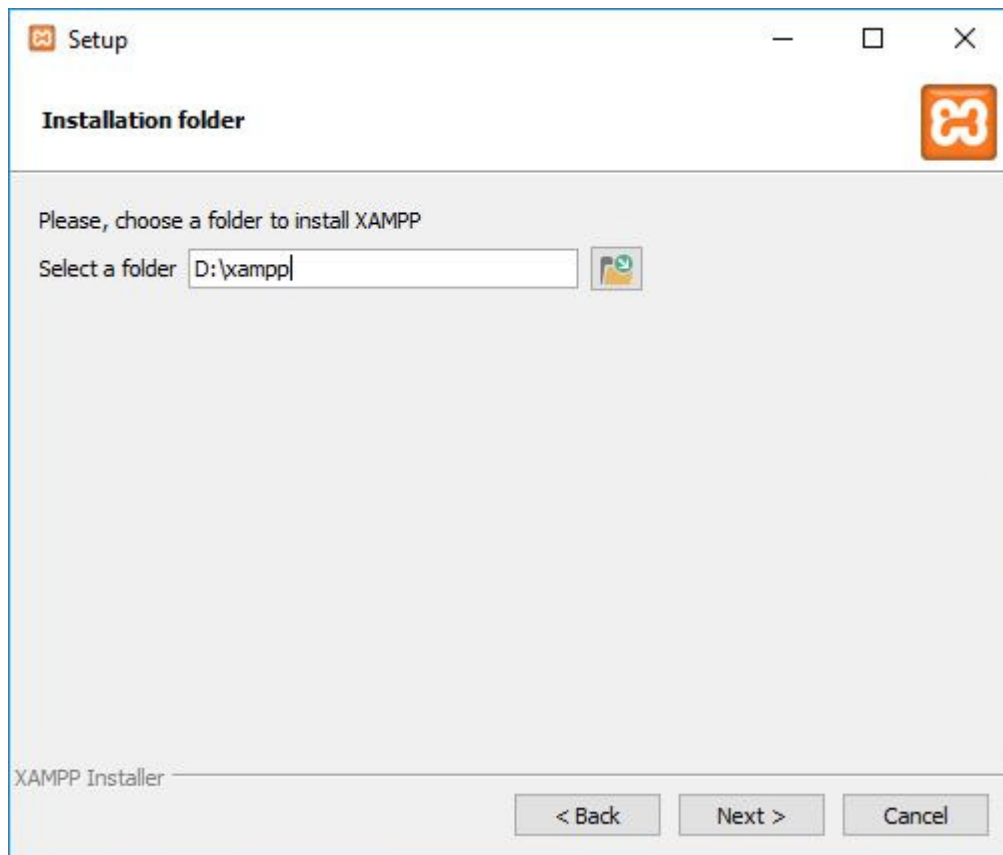 Setup
Installation folder
Please, choose a folder to install XAMPP
Select a folder D:\xampp
XAMPP Installer
< Back Next > Cancel